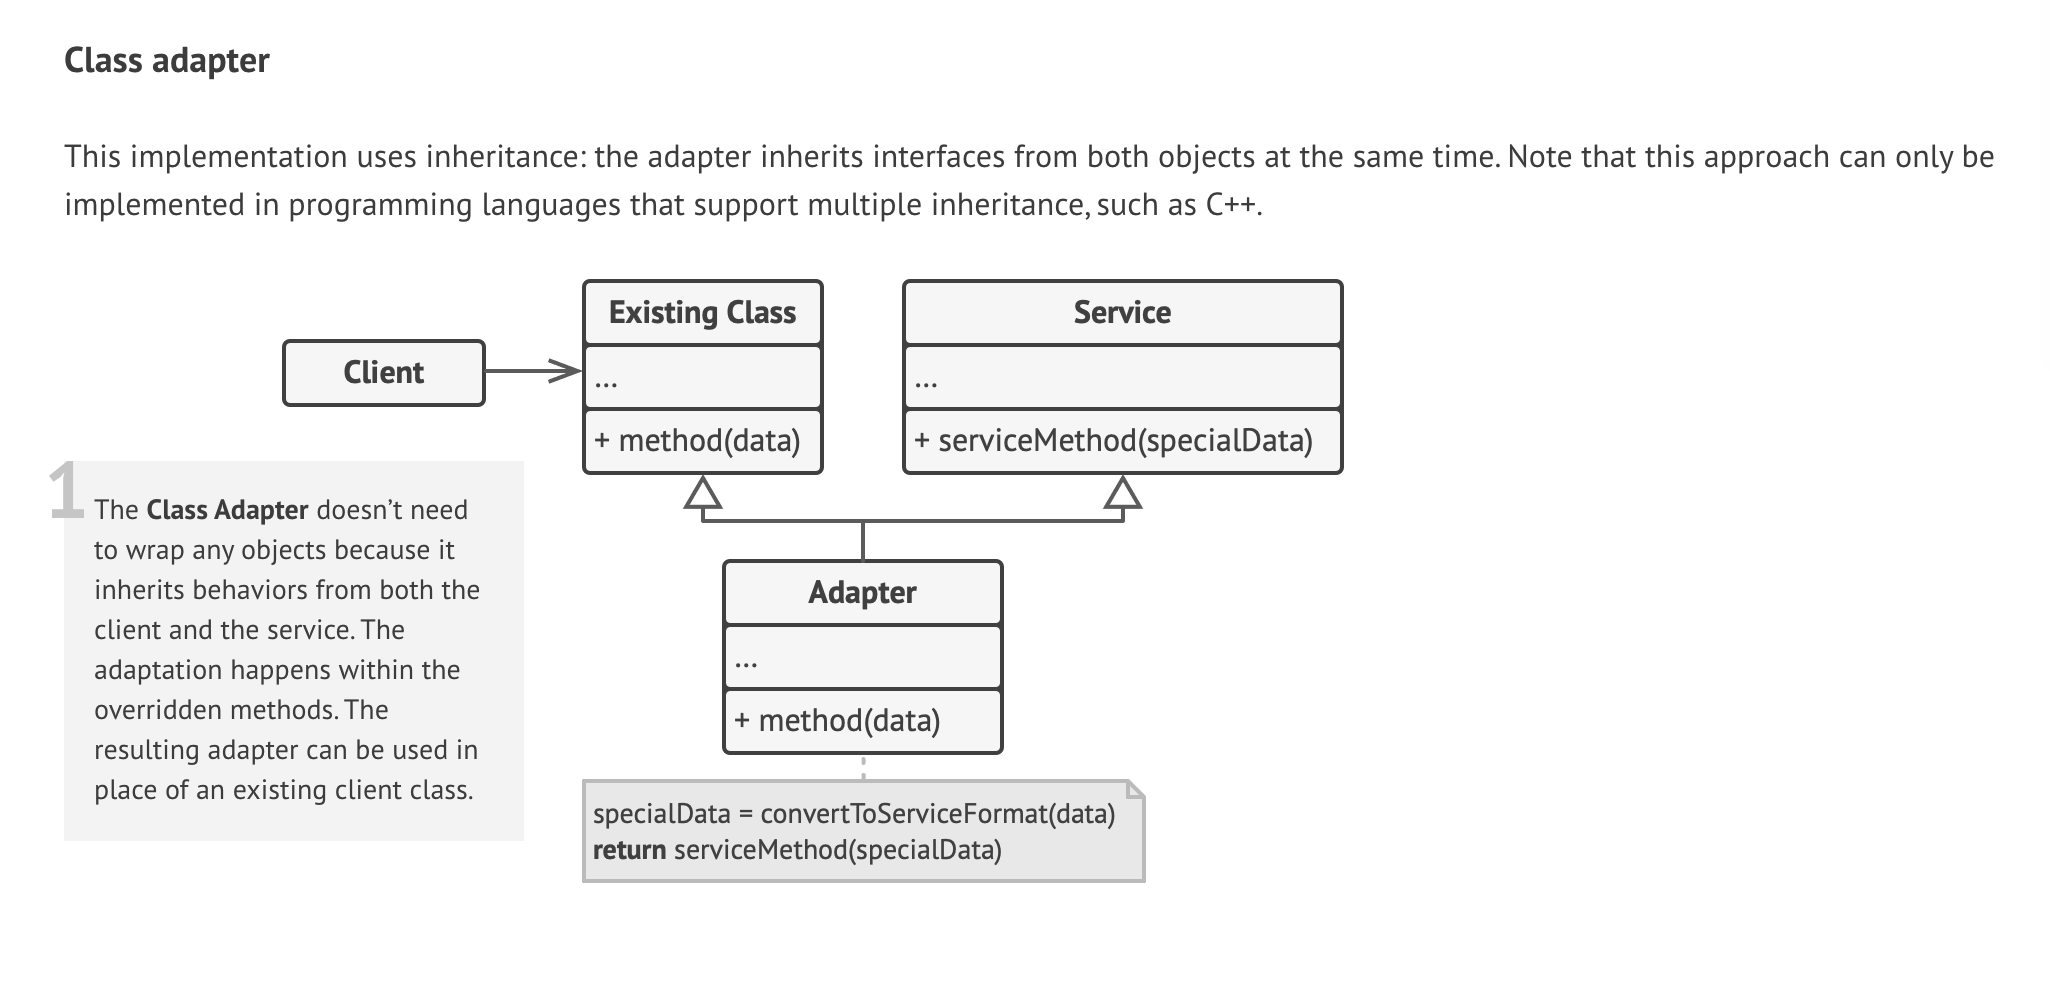 Class adapter
This implementation uses inheritance: the adapter inherits interfaces from both objects at the same time. Note that this approach can only be
implemented in programming languages that support multiple inheritance, such as C++.
Client
Existing Class
...
+ method(data)
Service
...
+ serviceMethod(specialData)
1
The Class Adapter doesn’t need
to wrap any objects because it
inherits behaviors from both the
client and the service. The
adaptation happens within the
overridden methods. The
resulting adapter can be used in
place of an existing client class.
Adapter
...
+ method(data)
specialData = convertToServiceFormat(data)
return serviceMethod(specialData)